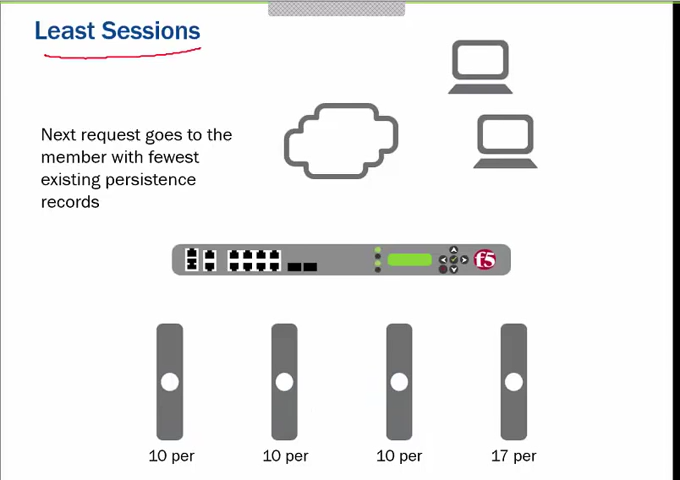 Least Sessions
Next request goes to the
member with fewest
existing persistence
records
f5
10 per
10 per
10 per
17 per